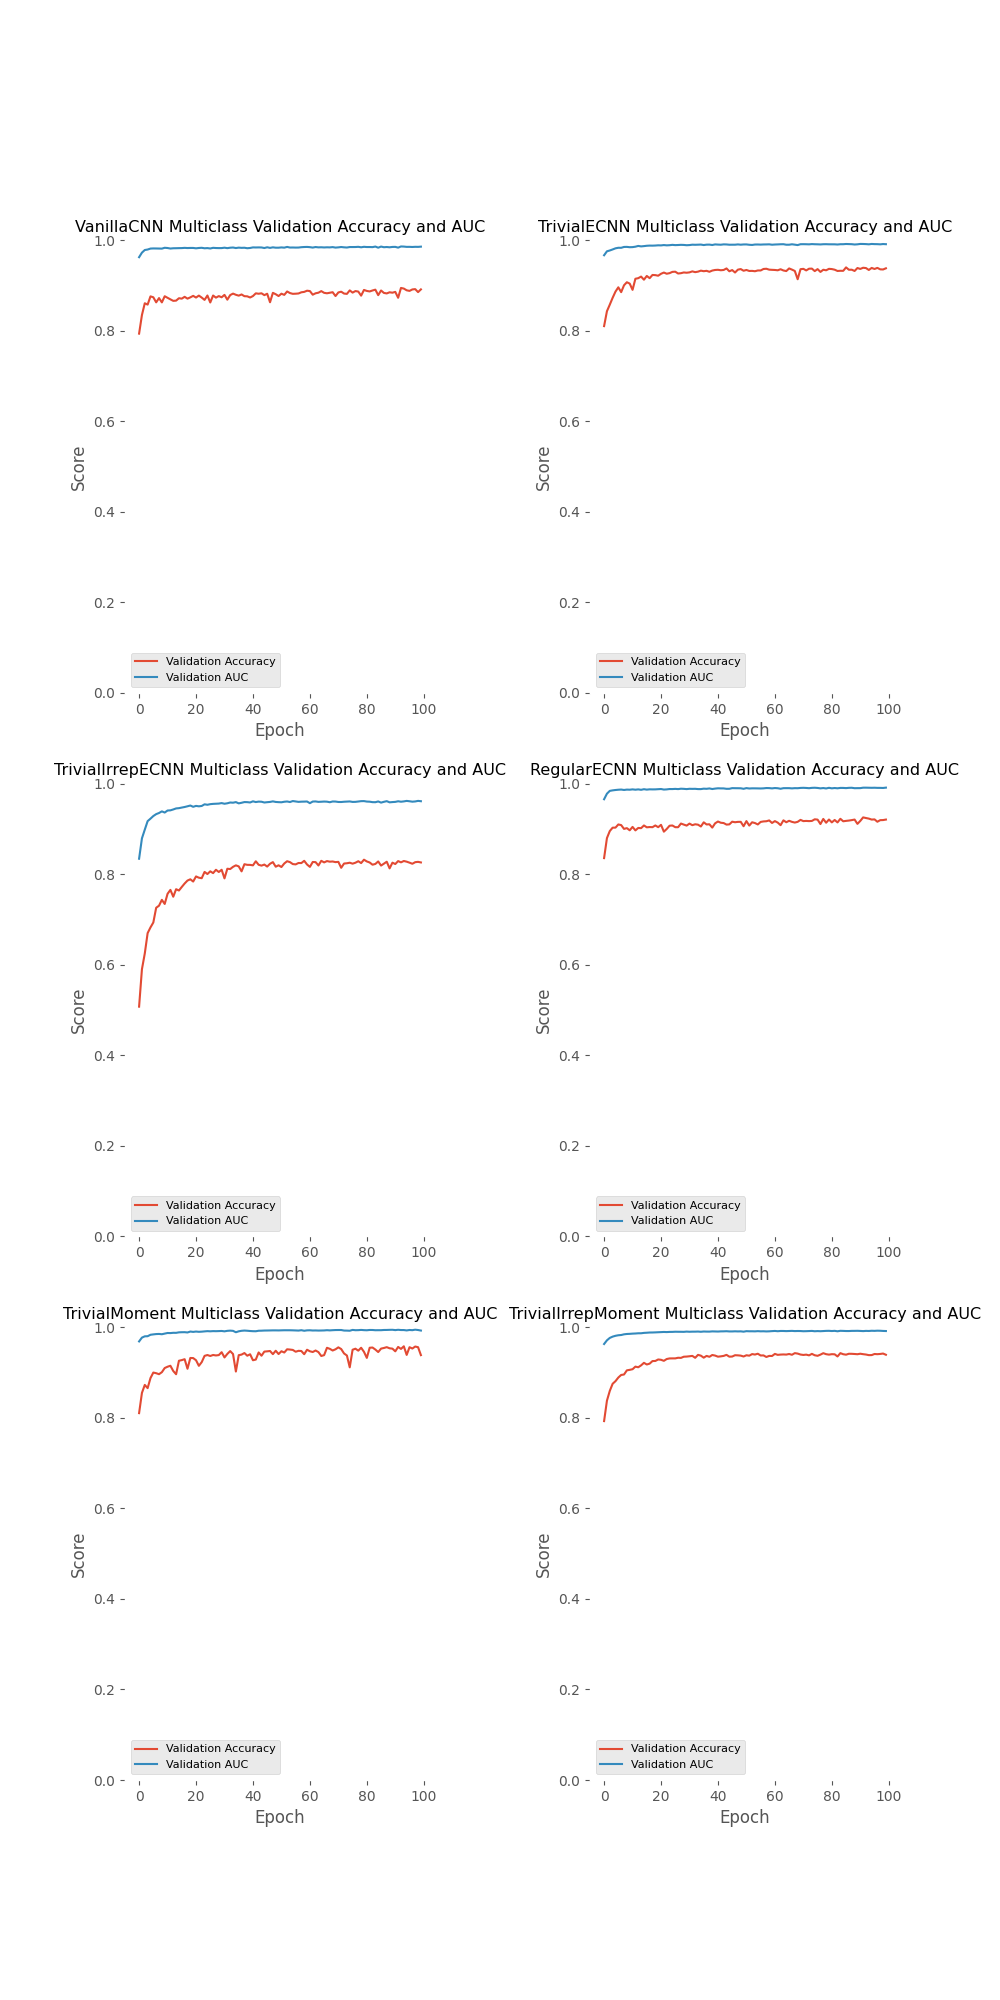 VanillaCNN Multiclass Validation Accuracy and AUC
1.0
0.8
0.6
0.4
0.2
0.0
Score
Validation Accuracy
Validation AUC
0 20 40 60 80 100
Epoch
TrivialECNN Multiclass Validation Accuracy and AUC
1.0
0.8
0.6
0.4
0.2
0.0
Score
Validation Accuracy
Validation AUC
0 20 40 60 80 100
Epoch
TrivialIrrepECNN Multiclass Validation Accuracy and AUC
1.0
0.8
0.6
0.4
0.2
0.0
Score
Validation Accuracy
Validation AUC
0 20 40 60 80 100
Epoch
RegularECNN Multiclass Validation Accuracy and AUC
1.0
0.8
0.6
0.4
0.2
0.0
Score
Validation Accuracy
Validation AUC
0 20 40 60 80 100
Epoch
TrivialMoment Multiclass Validation Accuracy and AUC
1.0
0.8
0.6
0.4
0.2
0.0
Score
Validation Accuracy
Validation AUC
0 20 40 60 80 100
Epoch
TrivialIrrepMoment Multiclass Validation Accuracy and AUC
1.0
0.8
0.6
0.4
0.2
0.0
Score
Validation Accuracy
Validation AUC
0 20 40 60 80 100
Epoch